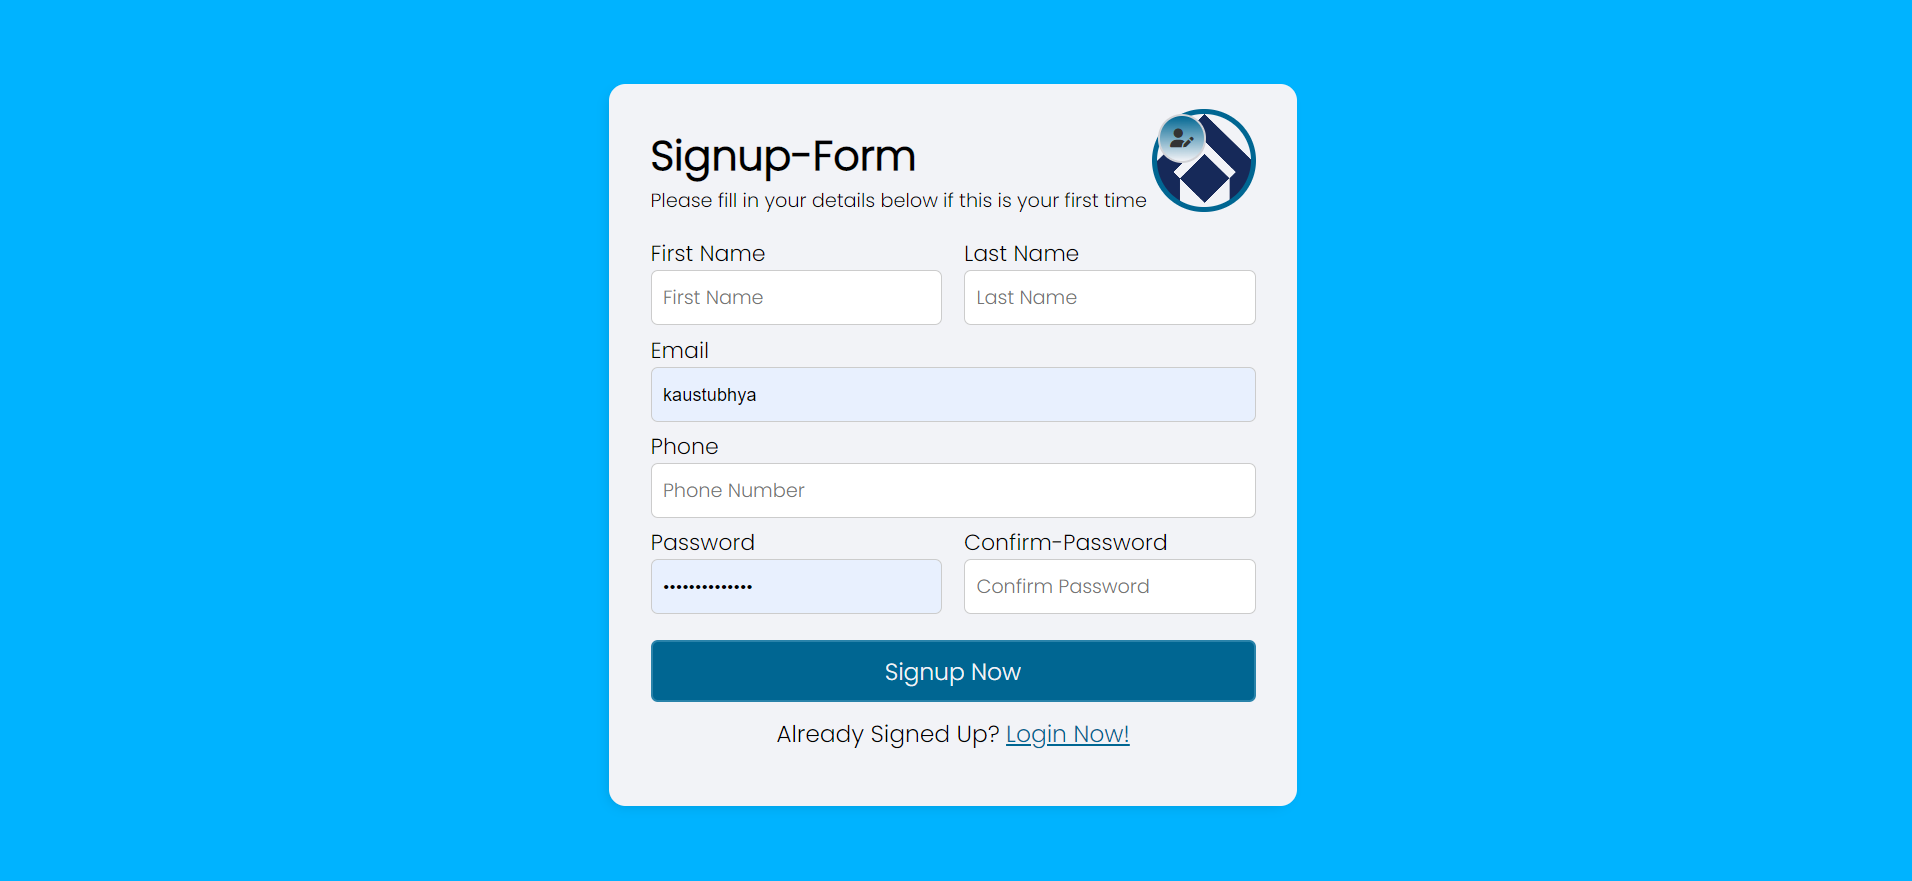 Signup-Form
Please fill in your details below if this is your first time
First Name
Last Name
First Name
Last Name
Email
kaustubhya
Phone
Phone Number
Password
Confirm-Password
••••••••••••••
Confirm Password
Signup Now
Already Signed Up? Login Now!